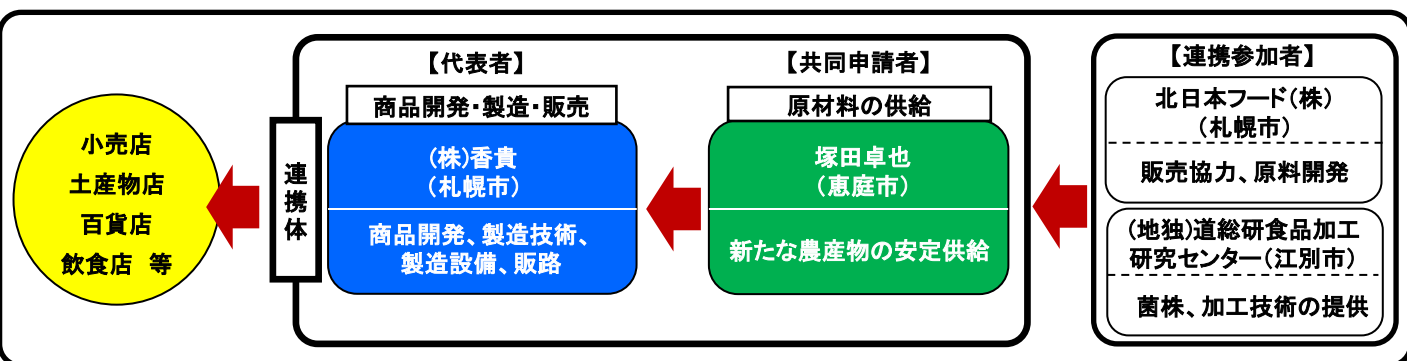 小売店
土産物店
百貨店
飲食店 等
連携体
【代表者】
商品開発・製造・販売
(株)香貴
(札幌市)
商品開発、製造技術、
製造設備、販路
【共同申請者】
原材料の供給
塚田卓也
(恵庭市)
新たな農産物の安定供給
【連携参加者】
北日本フード(株)
(札幌市)
販売協力、原料開発
(地独)道総研食品加工
研究センター(江別市)
菌株、加工技術の提供